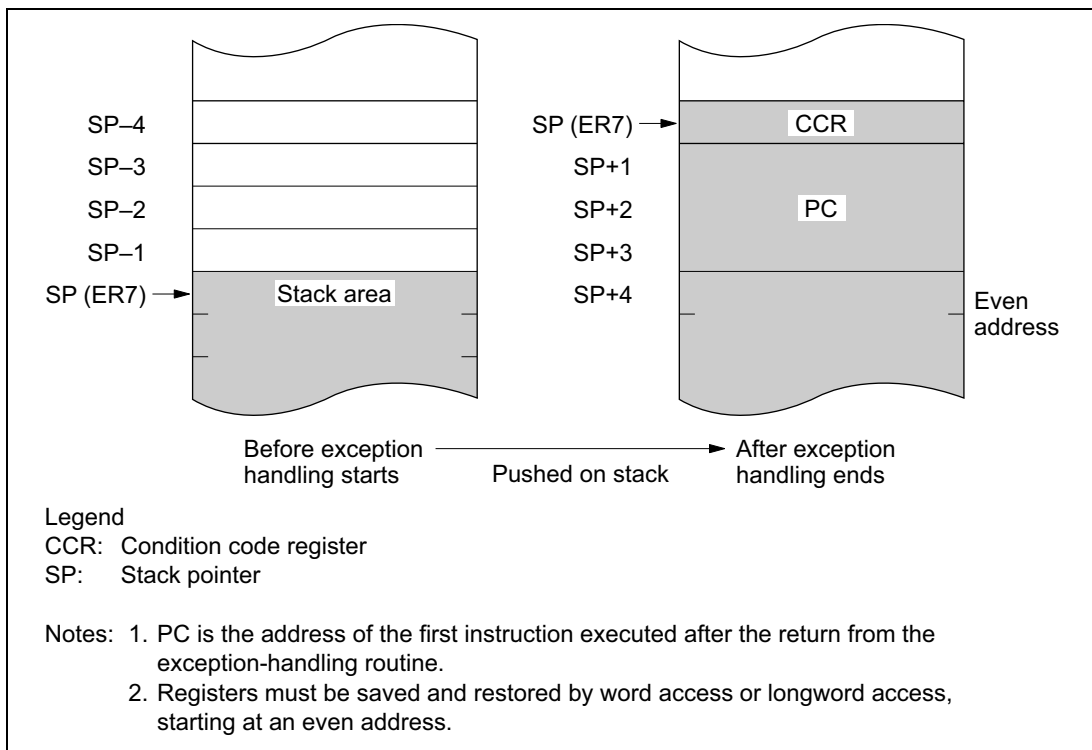 SP–4
SP–3
SP–2
SP–1
SP (ER7)
Stack area
SP (ER7)
CCR
SP+1
SP+2
PC
SP+3
SP+4
Even
address
Before exception
handling starts
Pushed on stack
After exception
handling ends
Legend
CCR: Condition code register
SP: Stack pointer
Notes: 1. PC is the address of the first instruction executed after the return from the
exception-handling routine.
2. Registers must be saved and restored by word access or longword access,
starting at an even address.